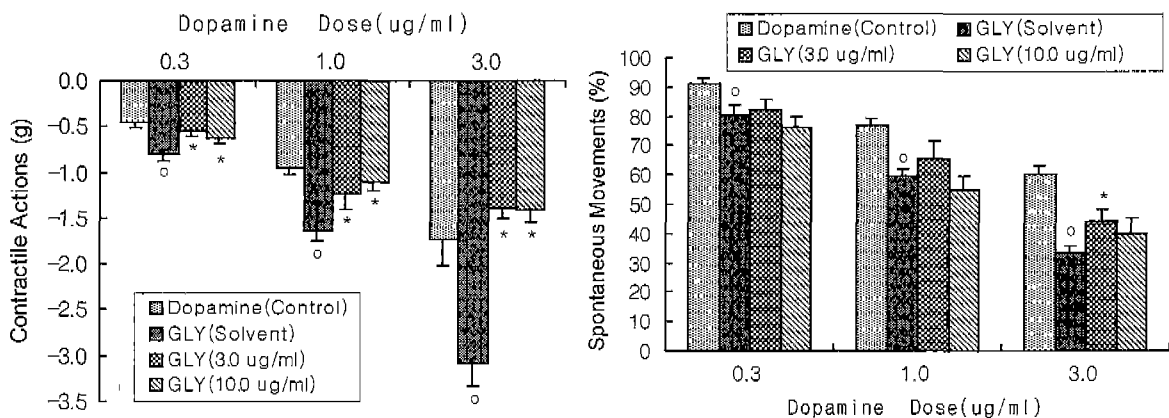 Dopamine Dose(ug/ml)
0.3 1.0 3.0
0.0
-0.5
-1.0
-1.5
-2.0
-2.5
-3.0
-3.5
Contractile Actions (g)
o * *
o * *
o * *
Dopamine(Control)
GLY(Solvent)
GLY(3.0 ug/ml)
GLY(10.0 ug/ml)
Dopamine(Control) GLY(Solvent)
GLY(3.0 ug/ml) GLY(10.0 ug/ml)
Spontaneous Movements (%)
100
90
80
70
60
50
40
30
20
10
0
o
o
o *
0.3 1.0 3.0
Dopamine Dose(ug/ml)